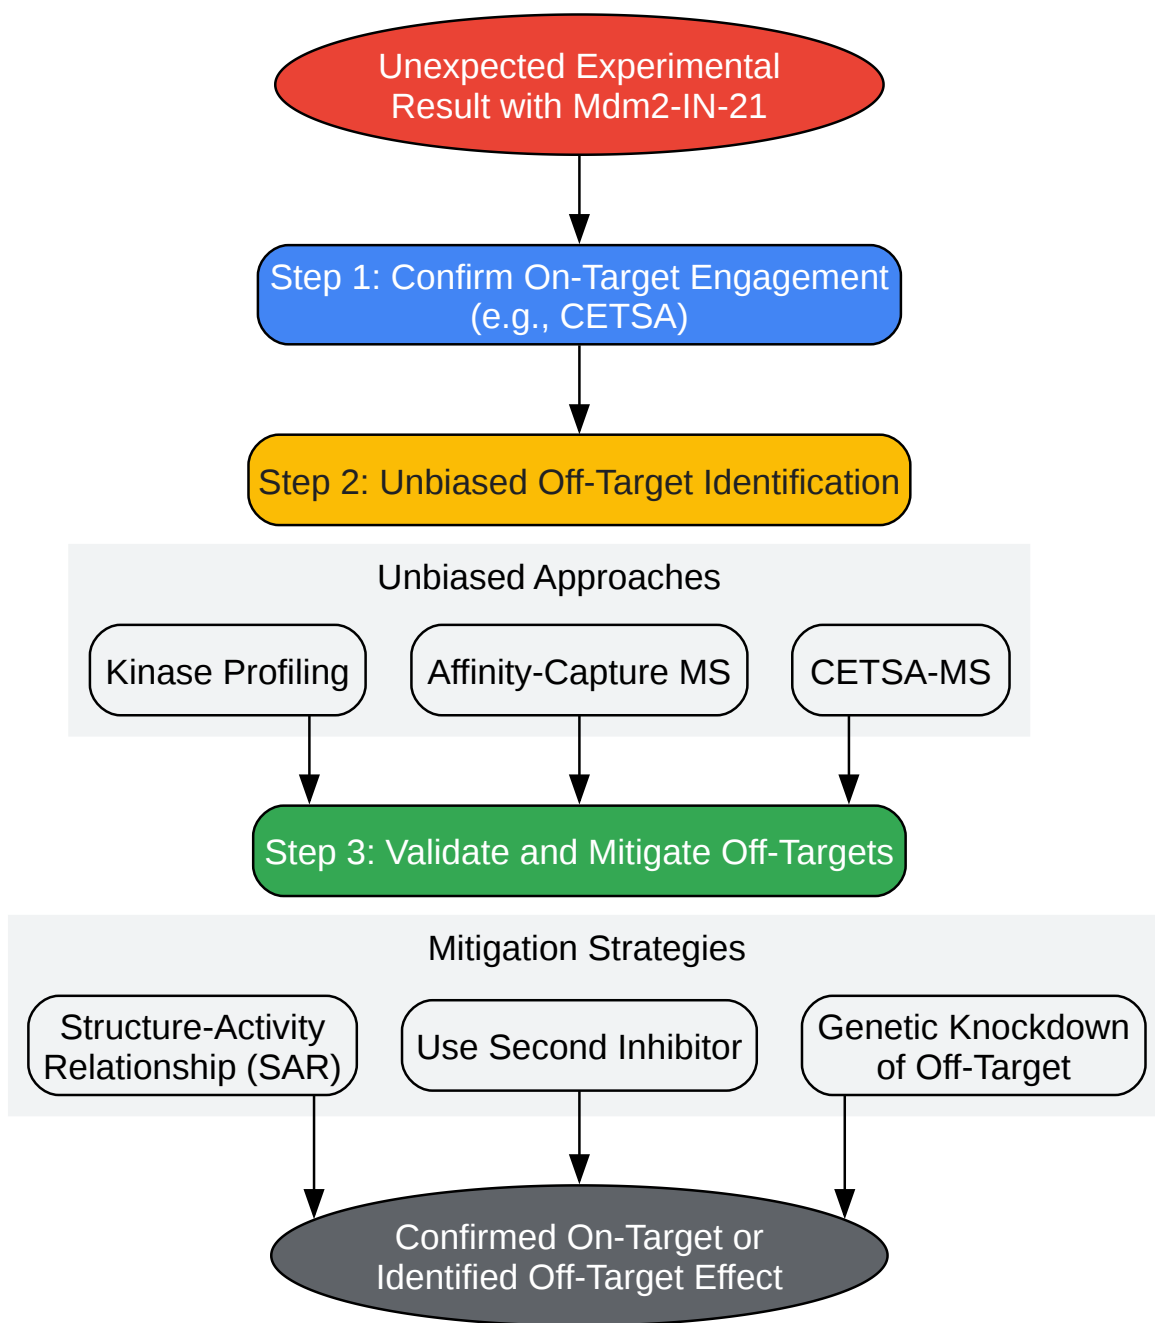 Unexpected Experimental
Result with Mdm2-IN-21
Step 1: Confirm On-Target Engagement
(e.g., CETSA)
Step 2: Unbiased Off-Target Identification
Unbiased Approaches
Kinase Profiling
Affinity-Capture MS
CETSA-MS
Step 3: Validate and Mitigate Off-Targets
Mitigation Strategies
Structure-Activity
Relationship (SAR)
Use Second Inhibitor
Genetic Knockdown
of Off-Target
Confirmed On-Target or
Identified Off-Target Effect